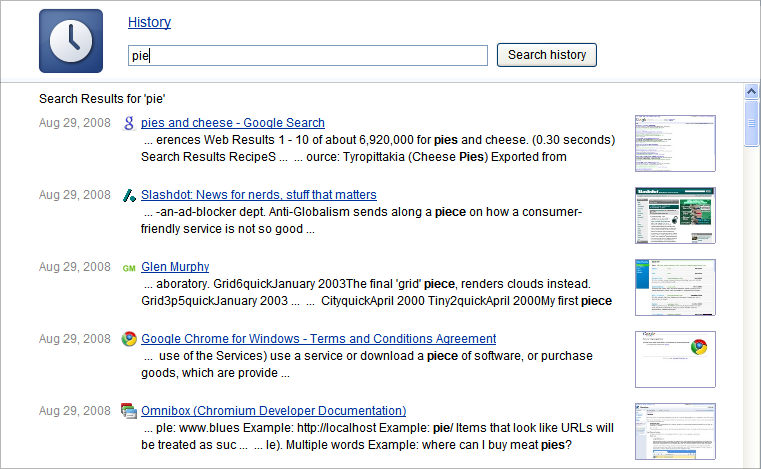 History
pie
Search history
Search Results for 'pie'
Aug 29, 2008 pies and cheese - Google Search
... erences Web Results 1 - 10 of about 6,920,000 for pies and cheese. (0.30 seconds)
Search Results RecipeS ... ... ource: Tyropittakia (Cheese Pies) Exported from
Aug 29, 2008 Slashdot: News for nerds, stuff that matters
... -an-ad-blocker dept. Anti-Globalism sends along a piece on how a consumer-
friendly service is not so good ...
Aug 29, 2008 GM Glen Murphy
... aboratory. Grid6quickJanuary 2003The final 'grid' piece, renders clouds instead.
Grid3p5quickJanuary 2003 ... ... CityquickApril 2000 Tiny2quickApril 2000My first piece
Aug 29, 2008 Google Chrome for Windows - Terms and Conditions Agreement
... use of the Services) use a service or download a piece of software, or purchase
goods, which are provide ...
Aug 29, 2008 Omnibox (Chromium Developer Documentation)
... ple: www.blues Example: http://localhost Example: pie/ Items that look like URLs will
be treated as suc ... ... le). Multiple words Example: where can I buy meat pies?